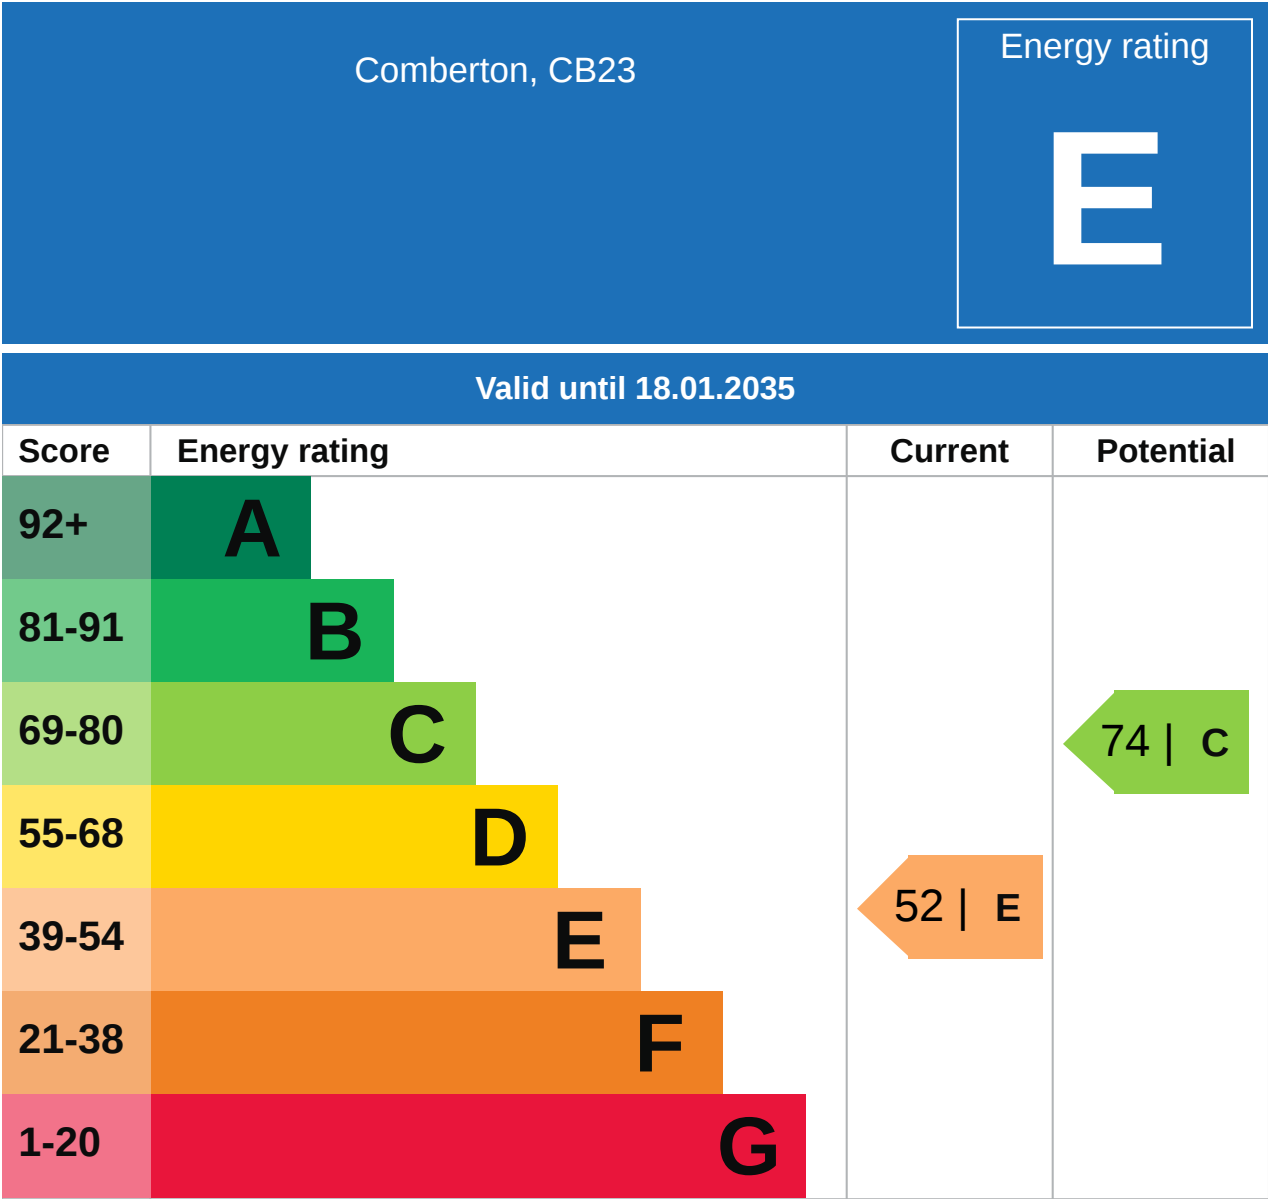 Comberton, CB23
Energy rating
E
Valid until 18.01.2035
Score Energy rating Current Potential
92+ A
81-91 B
69-80 C
74 | C
55-68 D
39-54 E
52 | E
21-38 F
1-20 G